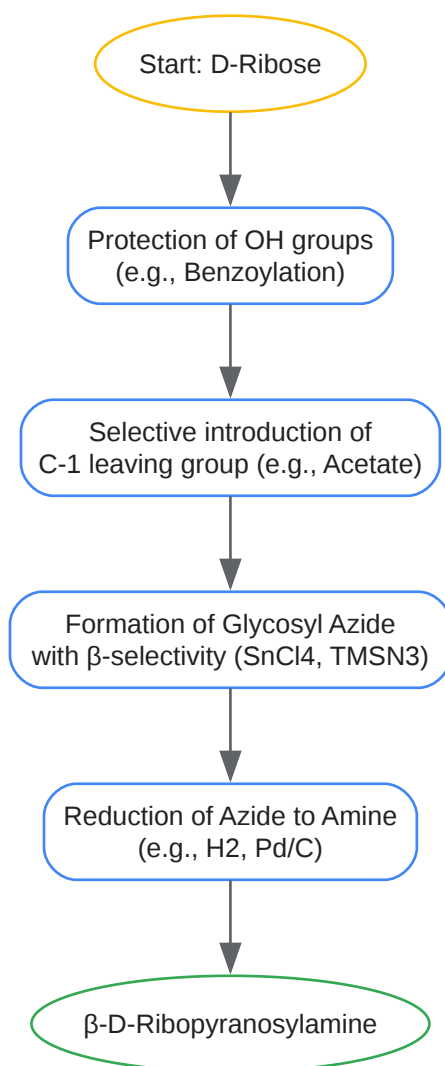 Start: D-Ribose
Protection of OH groups
(e.g., Benzoylation)
Selective introduction of
C-1 leaving group (e.g., Acetate)
Formation of Glycosyl Azide
with β-selectivity (SnCl4, TMSN3)
Reduction of Azide to Amine
(e.g., H2, Pd/C)
β-D-Ribopyranosylamine